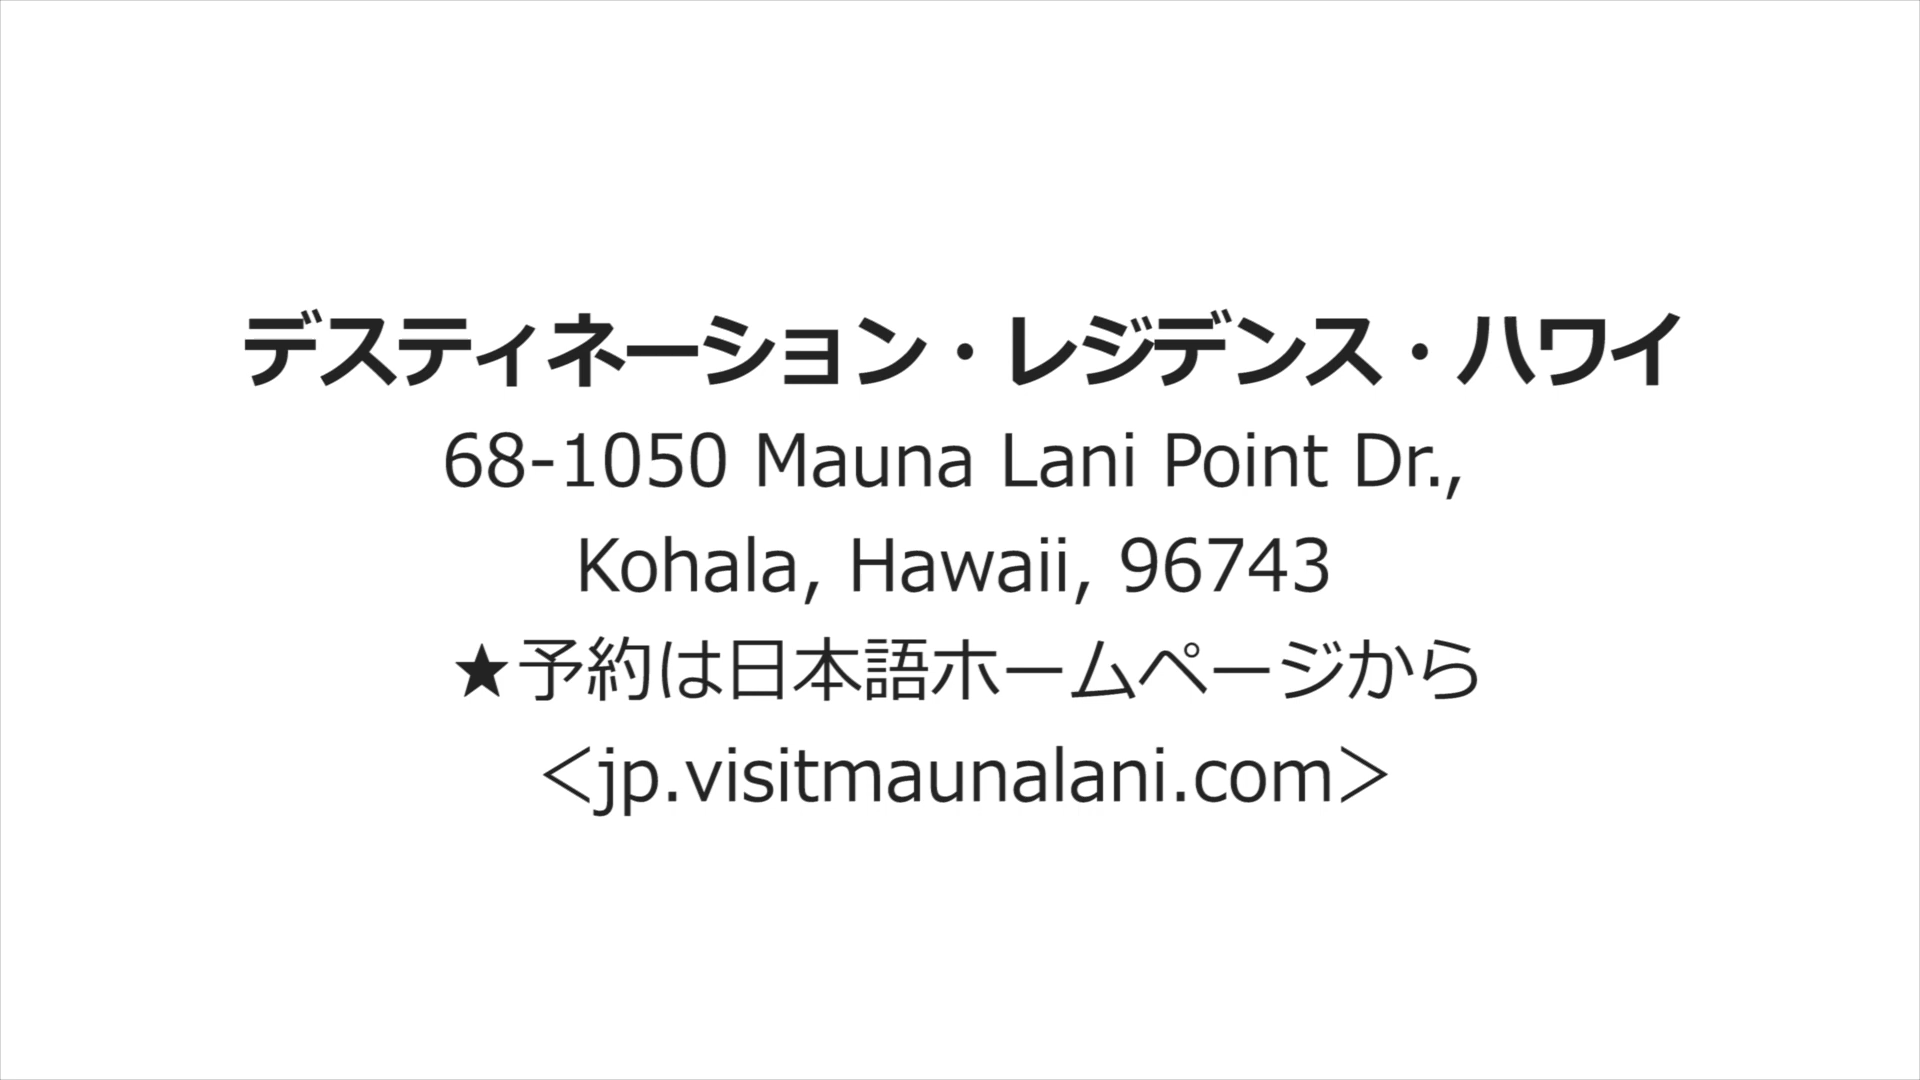 デスティネーション・レジデンス・ハワイ
68-1050 Mauna Lani Point Dr.,
Kohala, Hawaii, 96743
★予約は日本語ホームページから
＜jp.visitmaunalani.com＞